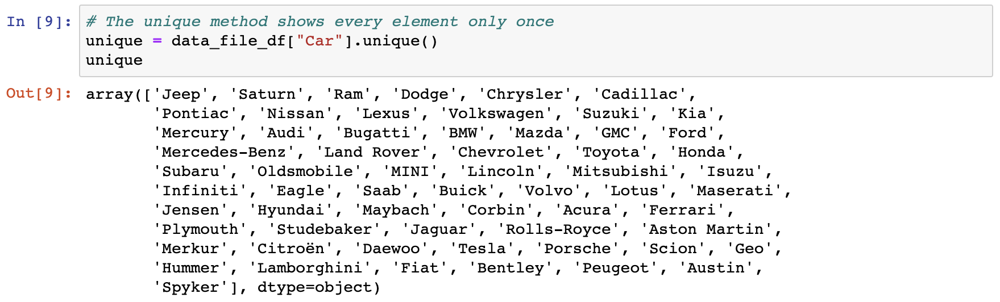 In [9]: # The unique method shows every element only once
unique = data_file_df["Car"].unique()
unique
Out[9]: array(['Jeep', 'Saturn', 'Ram', 'Dodge', 'Chrysler', 'Cadillac',
'Pontiac', 'Nissan', 'Lexus', 'Volkswagen', 'Suzuki', 'Kia',
'Mercury', 'Audi', 'Bugatti', 'BMW', 'Mazda', 'GMC', 'Ford',
'Mercedes-Benz', 'Land Rover', 'Chevrolet', 'Toyota', 'Honda',
'Subaru', 'Oldsmobile', 'MINI', 'Lincoln', 'Mitsubishi', 'Isuzu',
'Infiniti', 'Eagle', 'Saab', 'Buick', 'Volvo', 'Lotus', 'Maserati',
'Jensen', 'Hyundai', 'Maybach', 'Corbin', 'Acura', 'Ferrari',
'Plymouth', 'Studebaker', 'Jaguar', 'Rolls-Royce', 'Aston Martin',
'Merkur', 'Citroën', 'Daewoo', 'Tesla', 'Porsche', 'Scion', 'Geo',
'Hummer', 'Lamborghini', 'Fiat', 'Bentley', 'Peugeot', 'Austin',
'Spyker'], dtype=object)